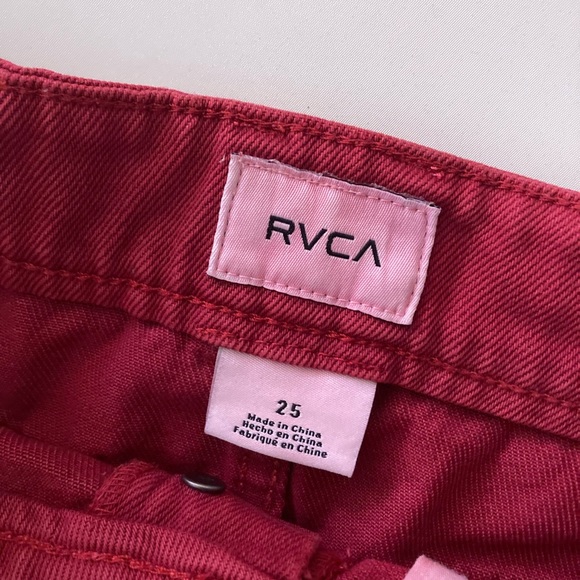 RVCA
25
Made in China
Hecho en China
Fabriqué en Chine